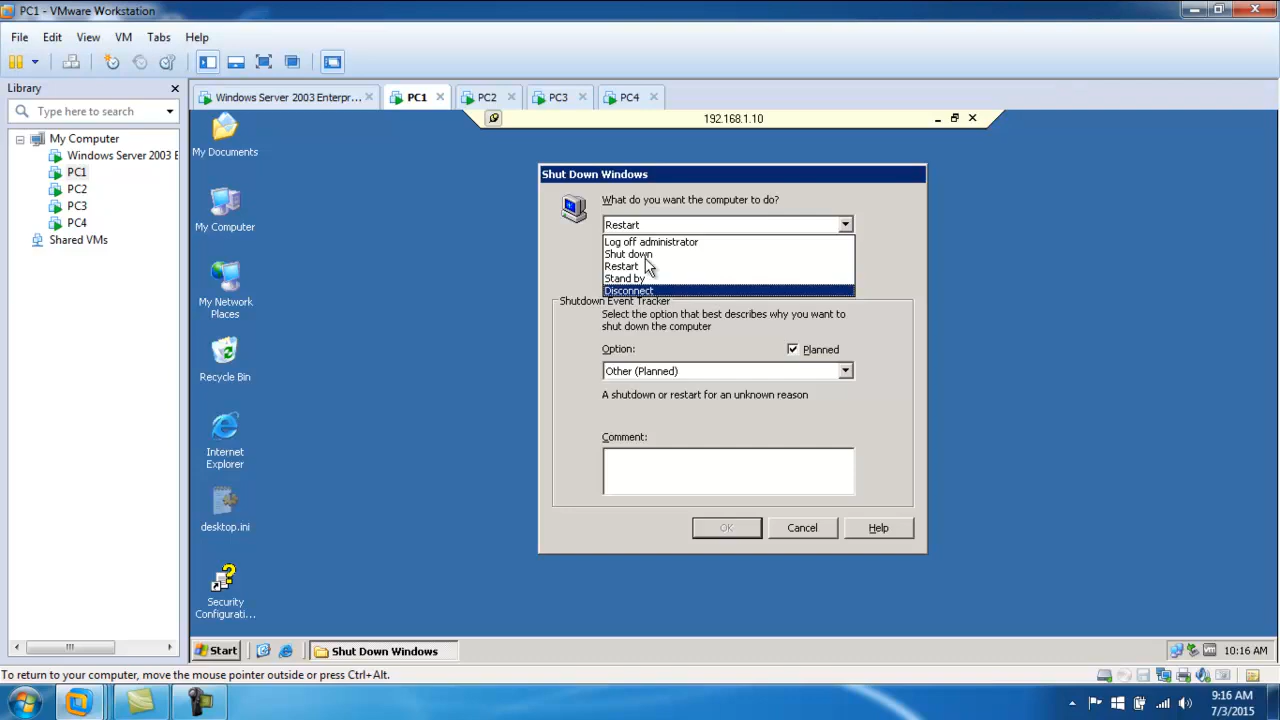 PC1 - VMware Workstation
File Edit View VM Tabs Help
Library
Type here to search
My Computer
Windows Server 2003 E
PC1
PC2
PC3
PC4
Shared VMs
Windows Server 2003 Enterpr...
PC1
PC2
PC3
PC4
192.168.1.10
My Documents
My Computer
My Network
Places
Recycle Bin
Internet
Explorer
desktop.ini
Security
Configurati...
Shut Down Windows
What do you want the computer to do?
Restart
Log off administrator
Shut down
Restart
Stand by
Disconnect
Shutdown Event Tracker
Select the option that best describes why you want to
shut down the computer
Option:
Planned
Other (Planned)
A shutdown or restart for an unknown reason
Comment:
OK
Cancel
Help
Start
Shut Down Windows
10:16 AM
To return to your computer, move the mouse pointer outside or press Ctrl+Alt.
9:16 AM
7/3/2015